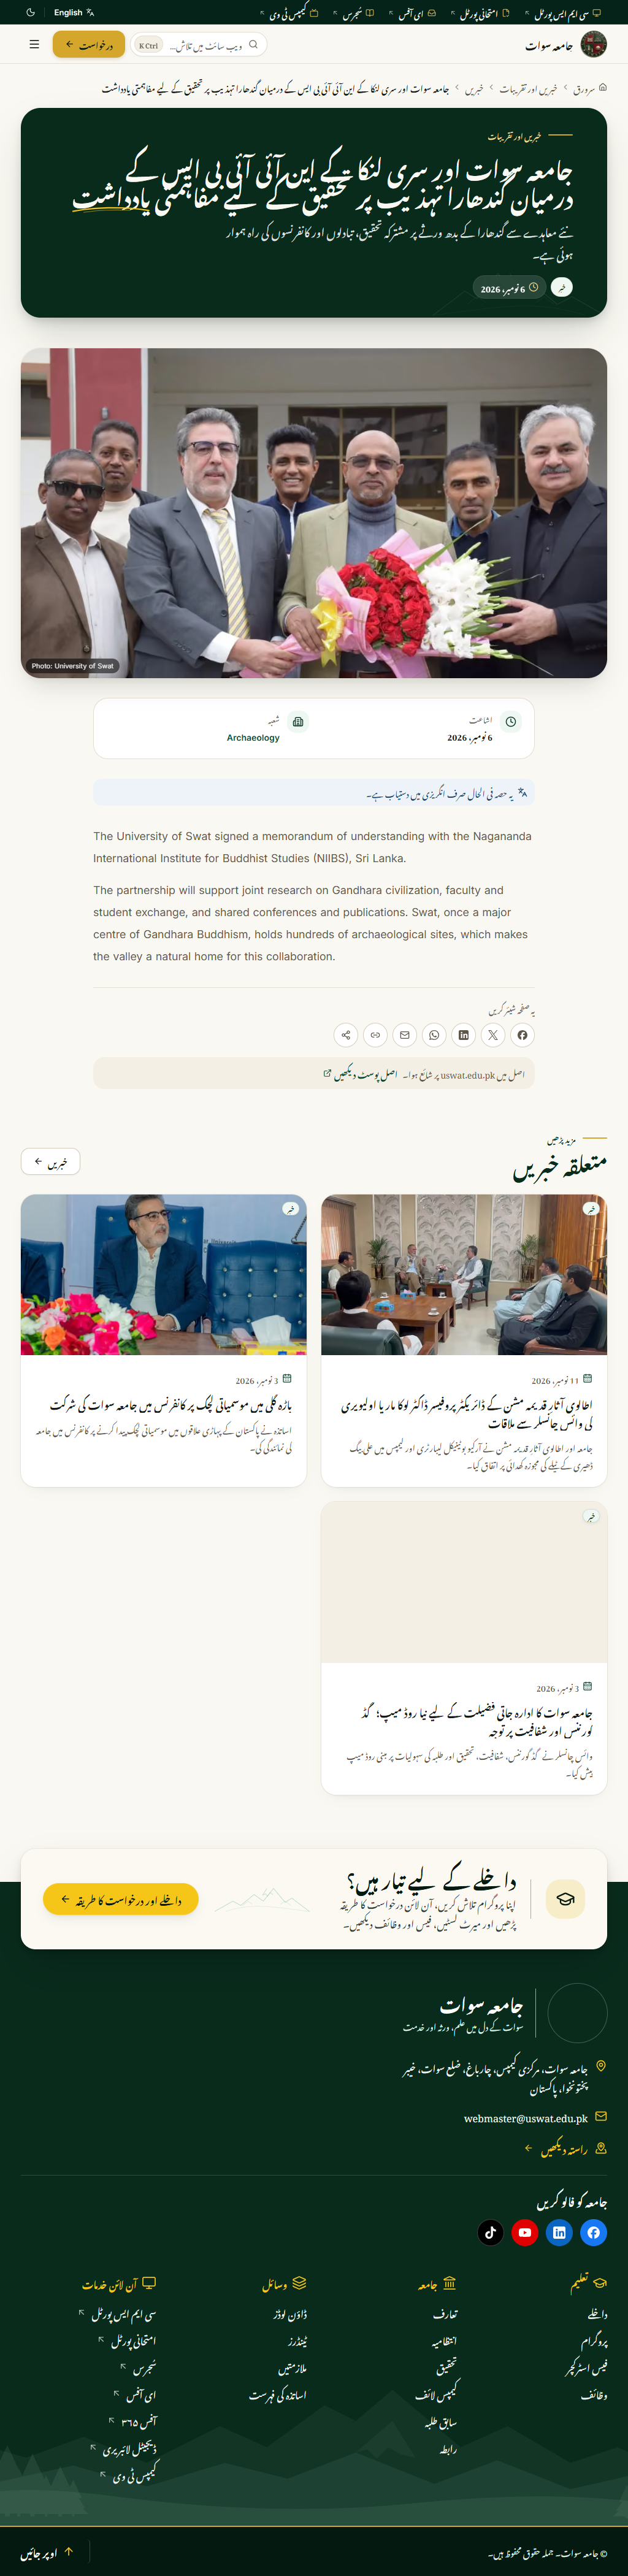 سی ایم ایس پورٹل
امتحانی پورٹل
سُجرس
ای آفس
کیمپس ٹی وی
English
جامعہ سوات
ویب سائٹ میں تلاش...
Ctrl K
درخواست
سرورق › خبریں اور تقریبات › خبریں › جامعہ سوات اور سری لنکا کے این آئی آئی بی ایس کے درمیان گندھارا تہذیب پر تحقیق کے لیے مفاہمتی یادداشت
خبریں اور تقریبات
جامعہ سوات اور سری لنکا کے این آئی آئی بی ایس کے
درمیان گندھارا تہذیب پر تحقیق کے لیے مفاہمتی یادداشت
نئے معاہدے سے گندھارا کے بدھ ورثے پر مشترکہ تحقیق، تبادلوں اور کانفرنسوں کی راہ ہموار
ہوئی ہے۔
خبر
6 نومبر، 2026
Photo: University of Swat
اشاعت
6 نومبر، 2026
شعبہ
Archaeology
یہ حصہ فی الحال صرف انگریزی میں دستیاب ہے۔
The University of Swat signed a memorandum of understanding with the Nagananda
International Institute for Buddhist Studies (NIIBS), Sri Lanka.
The partnership will support joint research on Gandhara civilization, faculty and
student exchange, and shared conferences and publications. Swat, once a major
centre of Gandhara Buddhism, holds hundreds of archaeological sites, which makes
the valley a natural home for this collaboration.
یہ صفحہ شیئر کریں
اصل میں uswat.edu.pk پر شائع ہوا۔ اصل پوسٹ دیکھیں
مزید پڑھیں
متعلقہ خبریں
خبریں
خبر
11 نومبر، 2026
اطالوی آثار قدیمہ مشن کے ڈائریکٹر پروفیسر ڈاکٹر لوکا ماریا اولیویری
کی وائس چانسلر سے ملاقات
جامعہ اور اطالوی آثار قدیمہ مشن نے آرکیو بوٹینیکل لیبارٹری اور کیمپس میں علی بیگ
ڈھیری کے ٹیلے کی مجوزہ کھدائی پر اتفاق کیا۔
خبر
3 نومبر، 2026
باڑہ گلی میں موسمیاتی لچک پر کانفرنس میں جامعہ سوات کی شرکت
اساتذہ نے پاکستان کے پہاڑی علاقوں میں موسمیاتی لچک پیدا کرنے پر کانفرنس میں جامعہ
کی نمائندگی کی۔
خبر
3 نومبر، 2026
جامعہ سوات کا ادارہ جاتی فضیلت کے لیے نیا روڈ میپ؛ گڈ
گورننس اور شفافیت پر توجہ
وائس چانسلر نے گڈ گورننس، شفافیت، تحقیق اور طلبہ کی سہولیات پر مبنی روڈ میپ
پیش کیا۔
داخلے کے لیے تیار ہیں؟
اپنا پروگرام تلاش کریں، آن لائن درخواست کا طریقہ
پڑھیں اور میرٹ لسٹیں، فیس اور وظائف دیکھیں۔
داخلے اور درخواست کا طریقہ
جامعہ سوات
سوات کے دل میں علم، ورثہ اور خدمت
جامعہ سوات، مرکزی کیمپس، چارباغ، ضلع سوات، خیبر
پختونخوا، پاکستان
webmaster@uswat.edu.pk
راستہ دیکھیں
جامعہ کو فالو کریں
تعلیم
داخلے
پروگرام
فیس اسٹرکچر
وظائف
جامعہ
تعارف
انتظامیہ
تحقیق
کیمپس لائف
سابق طلبہ
رابطہ
وسائل
ڈاؤن لوڈز
ٹینڈرز
ملازمتیں
اساتذہ کی فہرست
آن لائن خدمات
سی ایم ایس پورٹل
امتحانی پورٹل
سُجرس
ای آفس
آفس ۳۶۵
ڈیجیٹل لائبریری
کیمپس ٹی وی
© جامعہ سوات۔ جملہ حقوق محفوظ ہیں۔
اوپر جائیں